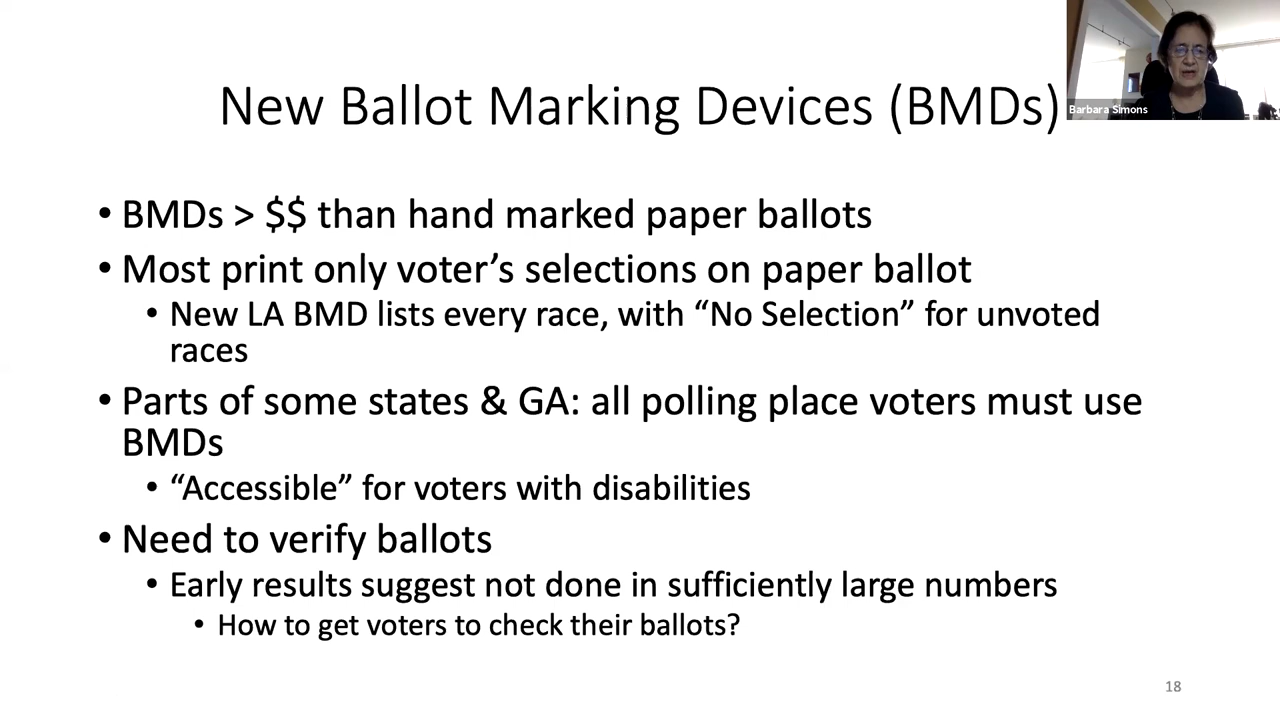 New Ballot Marking Devices (BMDs)
Barbara Simons
• BMDs > $$ than hand marked paper ballots
• Most print only voter’s selections on paper ballot
• New LA BMD lists every race, with “No Selection” for unvoted
races
• Parts of some states & GA: all polling place voters must use
BMDs
• “Accessible” for voters with disabilities
• Need to verify ballots
• Early results suggest not done in sufficiently large numbers
• How to get voters to check their ballots?
18